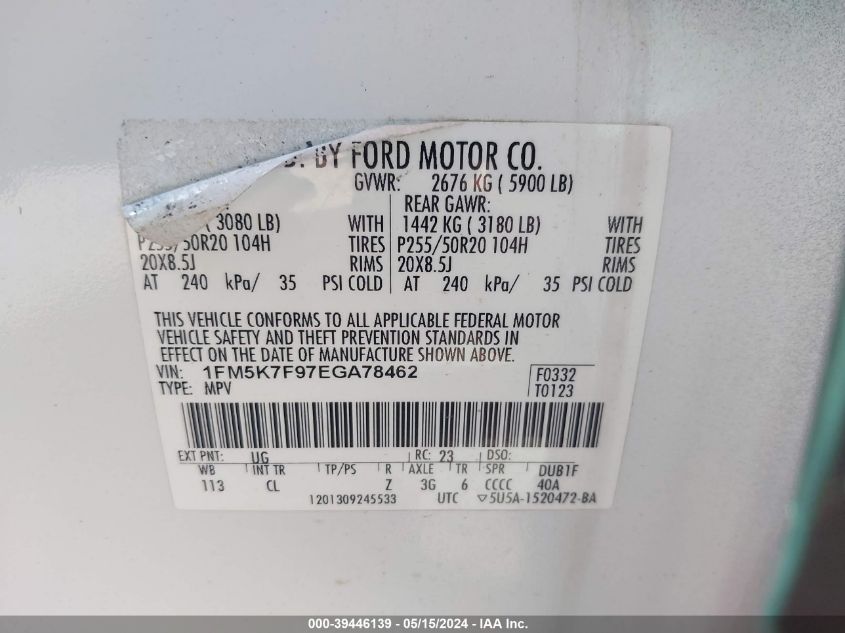 BY FORD MOTOR CO.
GVWR: 2676 KG ( 5900 LB)
REAR GAWR:
( 3080 LB) WITH 1442 KG ( 3180 LB) WITH
P255/50R20 104H TIRES P255/50R20 104H TIRES
20X8.5J RIMS 20X8.5J RIMS
AT 240 kPa/ 35 PSI COLD AT 240 kPa/ 35 PSI COLD
THIS VEHICLE CONFORMS TO ALL APPLICABLE FEDERAL MOTOR
VEHICLE SAFETY AND THEFT PREVENTION STANDARDS IN
EFFECT ON THE DATE OF MANUFACTURE SHOWN ABOVE.
VIN: 1FM5K7F97EGA78462 F0332
TYPE: MPV T0123
EXT PNT: UG RC: 23 DSO:
WB INT TR TP/PS R AXLE TR SPR DUB1F
113 CL Z 3G 6 CCCC 40A
1201309245533 UTC ▽5U5A-1520472-BA
000-39446139 - 05/15/2024 - IAA Inc.